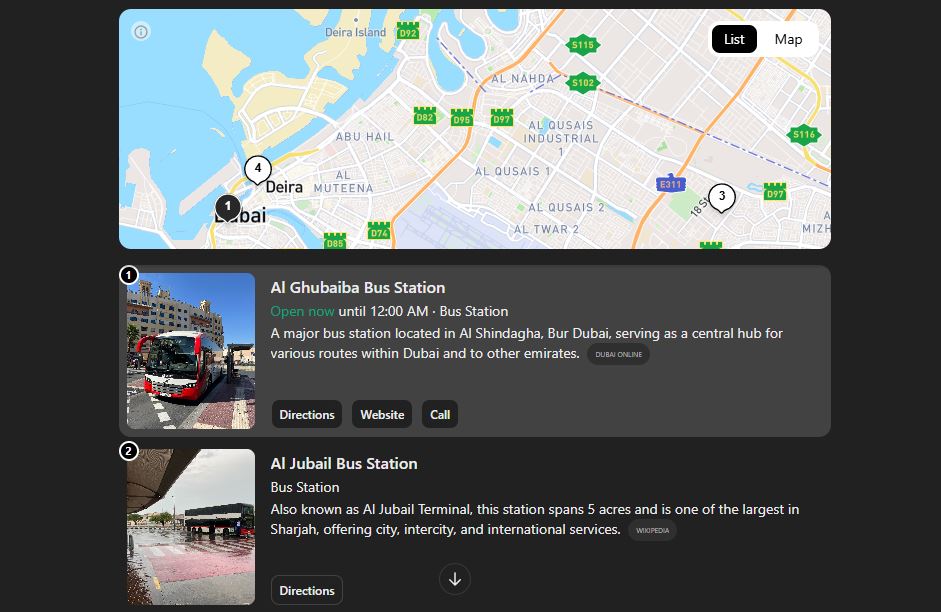 Deira Island
D92
List
Map
S115
AL NAHDA
S102
D82
D95
D97
AL QUSAIS
INDUSTRIAL
1
S116
ABU HAIL
4
AL QUSAIS 1
AL
MUTEENA
Deira
E311
3
D97
18 St
1
Dubai
AL QUSAIS 2
AL TWAR 2
D74
D85
A
MIZH
1
Al Ghubaiba Bus Station
Open now until 12:00 AM · Bus Station
A major bus station located in Al Shindagha, Bur Dubai, serving as a central hub for
various routes within Dubai and to other emirates. DUBAI ONLINE
Directions
Website
Call
2
Al Jubail Bus Station
Bus Station
Also known as Al Jubail Terminal, this station spans 5 acres and is one of the largest in
Sharjah, offering city, intercity, and international services. WIKIPEDIA
Directions